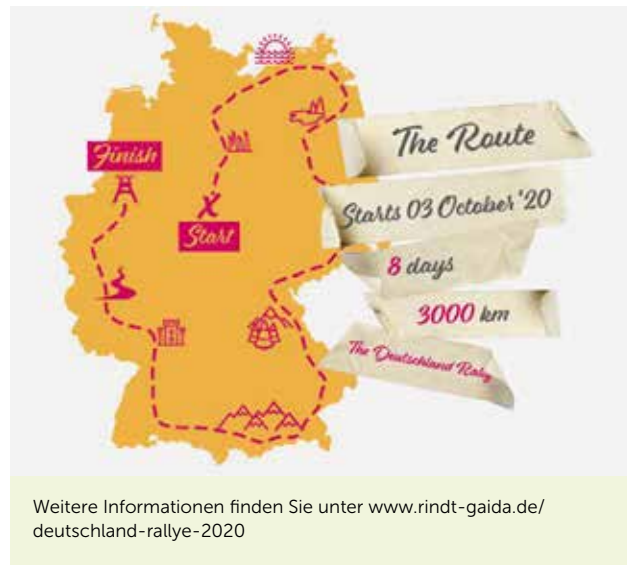 Finish
Start
The Route
Starts 03 October '20
8 days
3000 km
The Deutschland Ralley
Weitere Informationen finden Sie unter www.rindt-gaida.de/
deutschland-rallye-2020